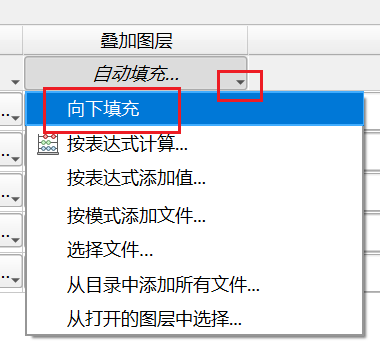 叠加图层
自动填充...
向下填充
按表达式计算...
按表达式添加值...
按模式添加文件...
选择文件...
从目录中添加所有文件...
从打开的图层中选择...